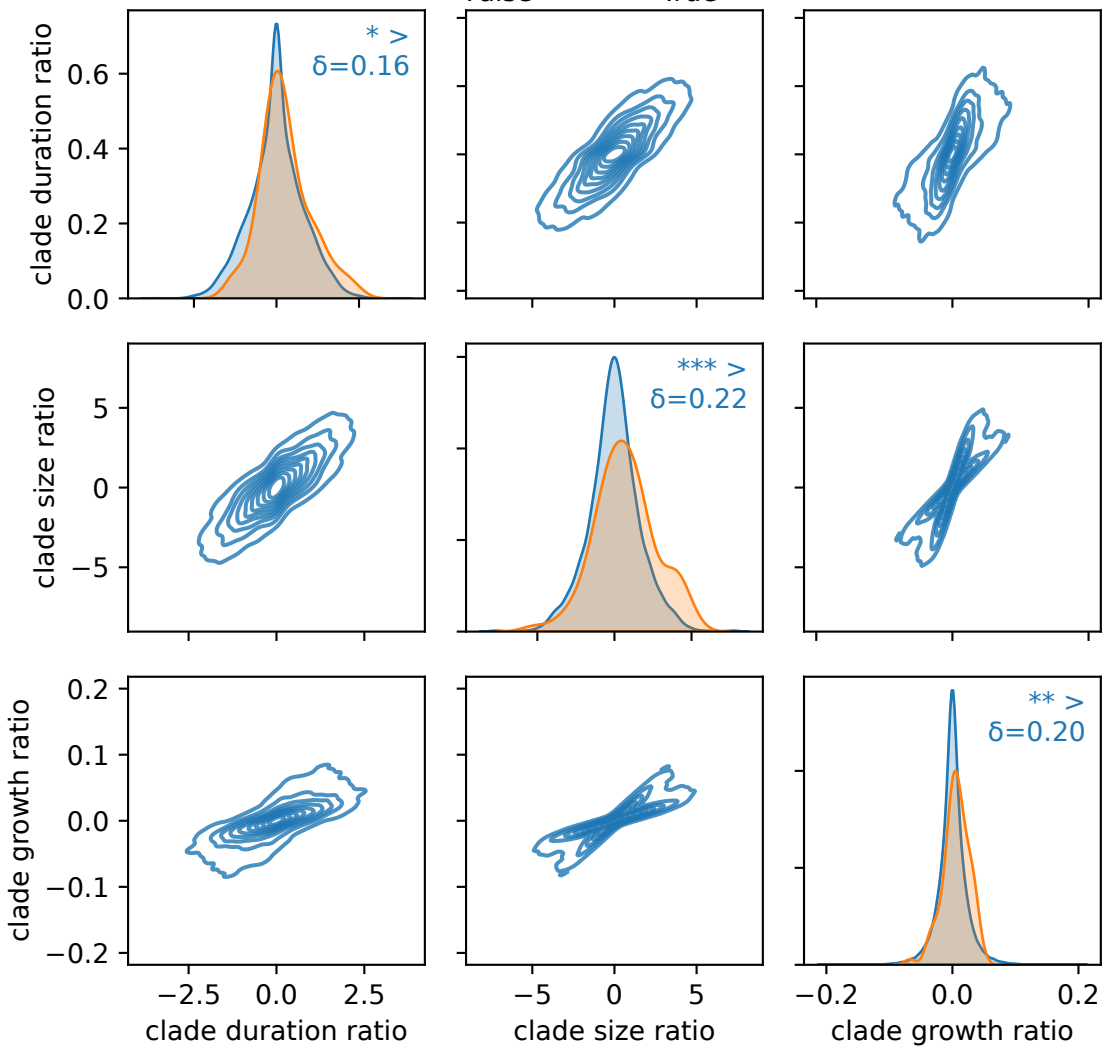 False True
clade duration ratio
0.6
0.4
0.2
0.0
* >
δ=0.16
clade size ratio
5
0
−5
*** >
δ=0.22
clade growth ratio
0.2
0.1
0.0
−0.1
−0.2
** >
δ=0.20
−2.5 0.0 2.5
−5 0 5
−0.2 0.0 0.2
clade duration ratio
clade size ratio
clade growth ratio